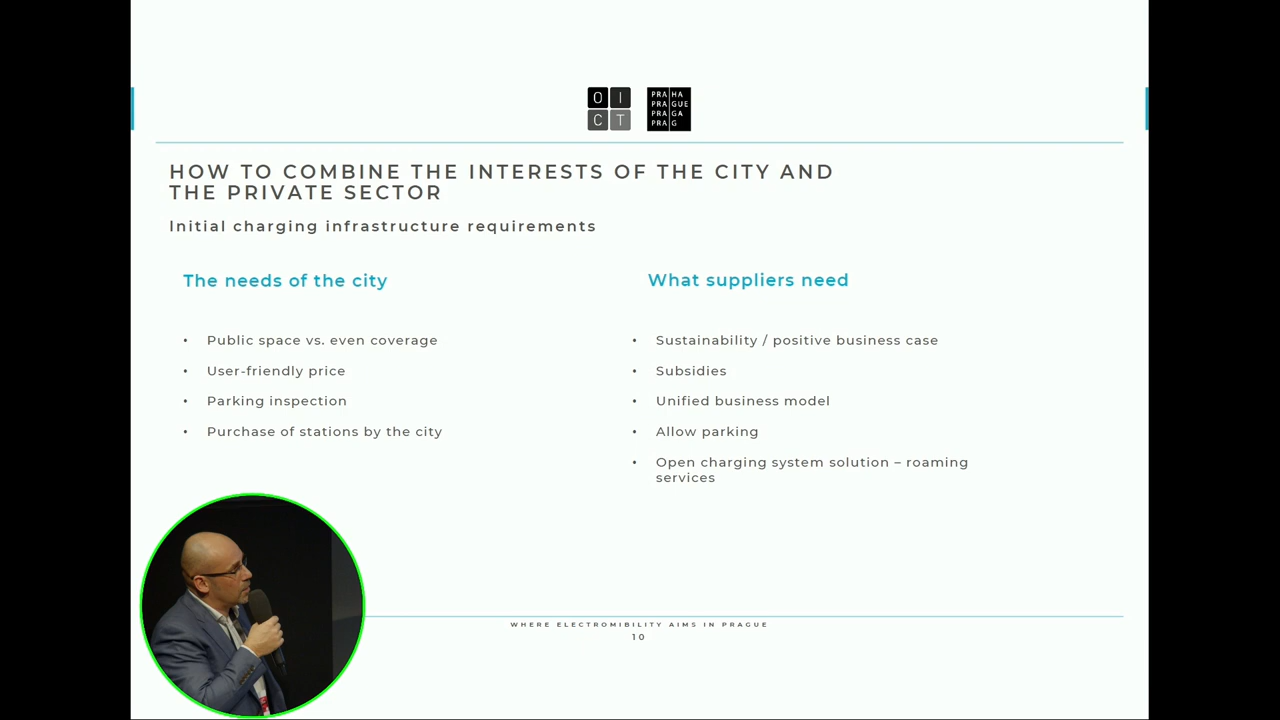 O I
C T
PRA HA
PRA GUE
PRA GA
PRA G
HOW TO COMBINE THE INTERESTS OF THE CITY AND
THE PRIVATE SECTOR
Initial charging infrastructure requirements
The needs of the city
• Public space vs. even coverage
• User-friendly price
• Parking inspection
• Purchase of stations by the city
What suppliers need
• Sustainability / positive business case
• Subsidies
• Unified business model
• Allow parking
• Open charging system solution – roaming
services
WHERE ELECTROMIBILITY AIMS IN PRAGUE
10